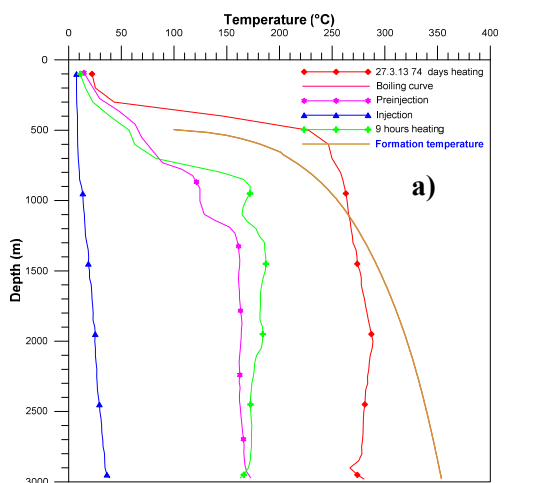 Temperature (°C)
0 50 100 150 200 250 300 350 400
0
500
1000
1500
2000
2500
3000
Depth (m)
27.3.13 74 days heating
Boiling curve
Preinjection
Injection
9 hours heating
Formation temperature
a)